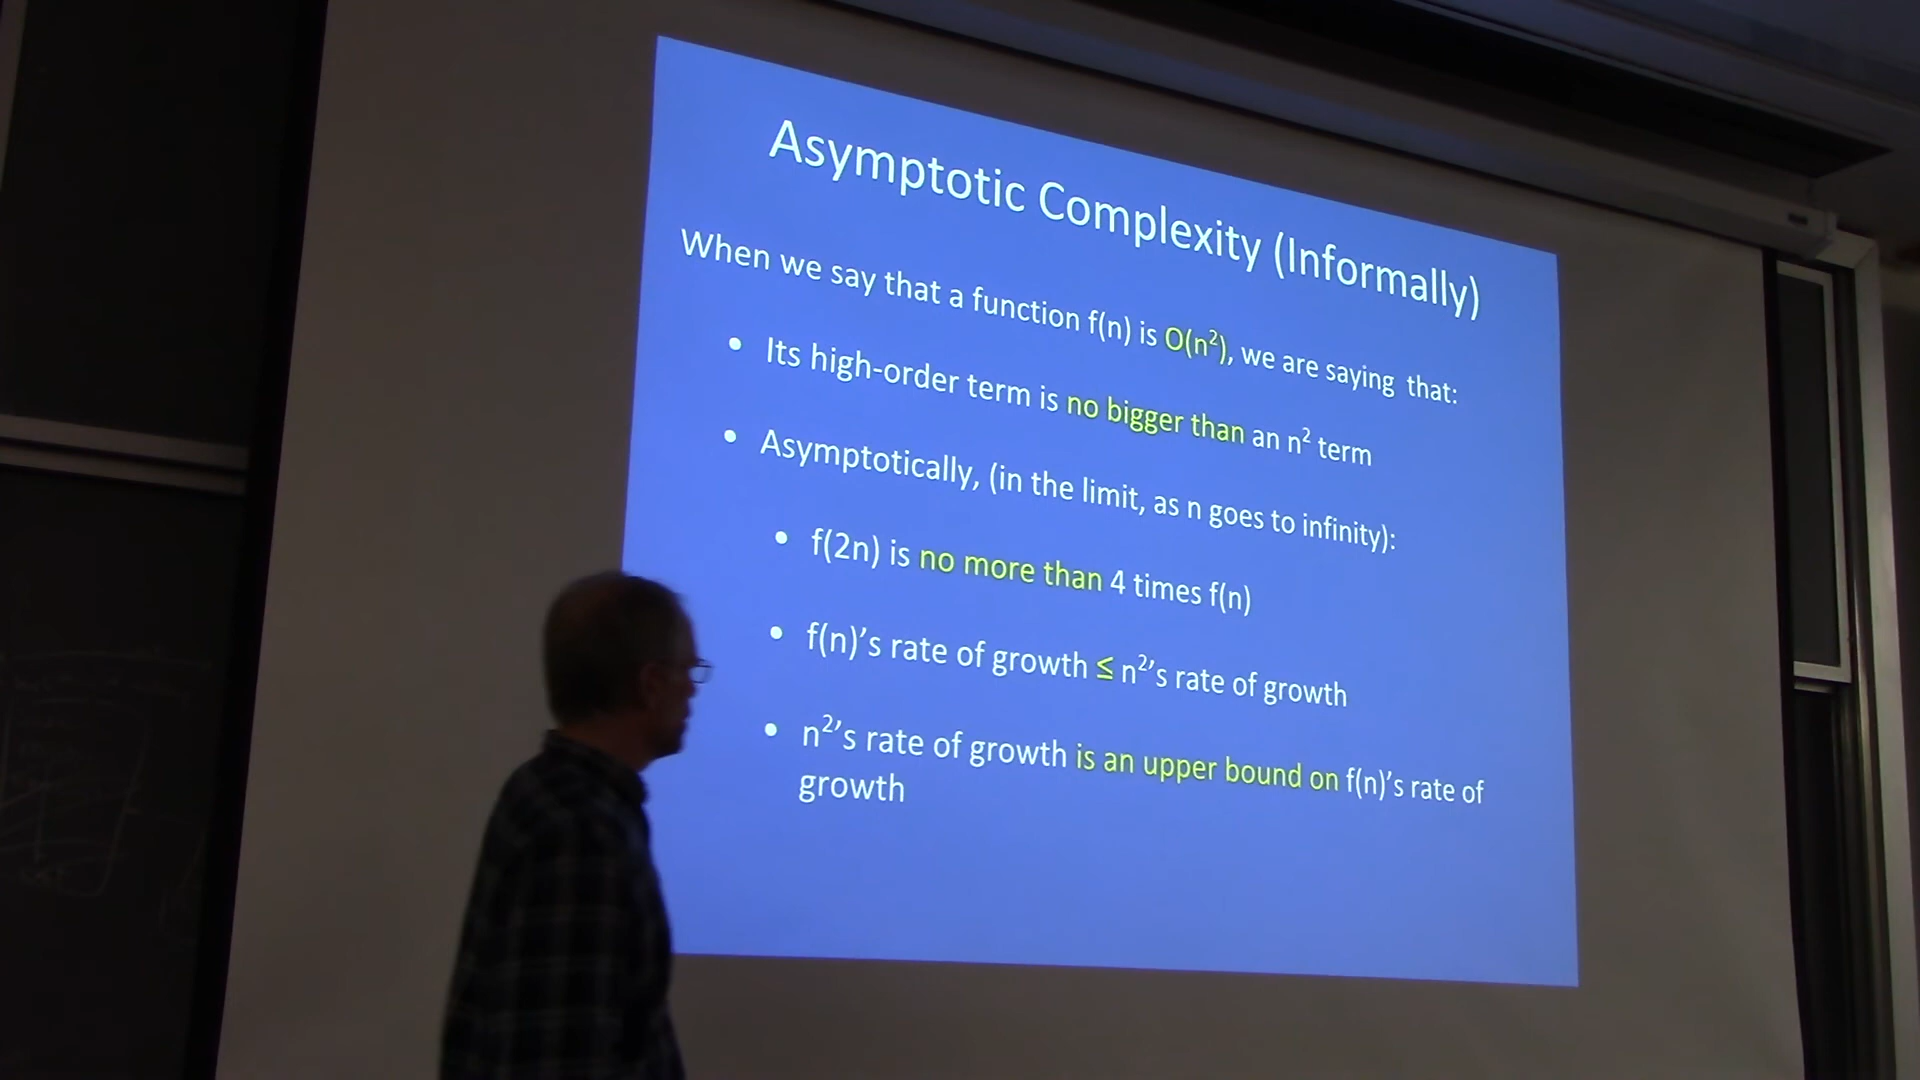 Asymptotic Complexity (Informally)
When we say that a function f(n) is O(n²), we are saying that:
• Its high-order term is no bigger than an n² term
• Asymptotically, (in the limit, as n goes to infinity):
• f(2n) is no more than 4 times f(n)
• f(n)’s rate of growth ≤ n²’s rate of growth
• n²’s rate of growth is an upper bound on f(n)’s rate of
growth